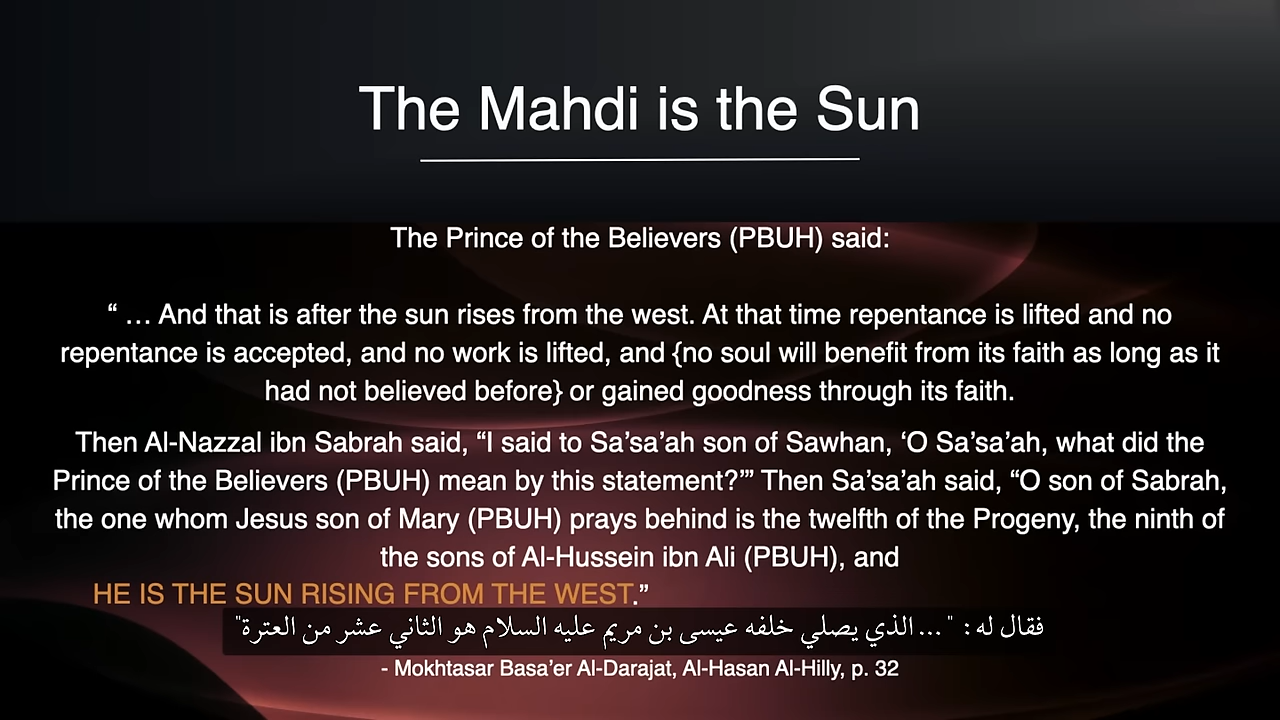 The Mahdi is the Sun
The Prince of the Believers (PBUH) said:
“ … And that is after the sun rises from the west. At that time repentance is lifted and no
repentance is accepted, and no work is lifted, and {no soul will benefit from its faith as long as it
had not believed before} or gained goodness through its faith.
Then Al-Nazzal ibn Sabrah said, “I said to Sa’sa’ah son of Sawhan, ‘O Sa’sa’ah, what did the
Prince of the Believers (PBUH) mean by this statement?’” Then Sa’sa’ah said, “O son of Sabrah,
the one whom Jesus son of Mary (PBUH) prays behind is the twelfth of the Progeny, the ninth of
the sons of Al-Hussein ibn Ali (PBUH), and
HE IS THE SUN RISING FROM THE WEST.”
فقال له : " ... الذي يصلي خلفه عيسى بن مريم عليه السلام هو الثاني عشر من العترة"
- Mokhtasar Basa’er Al-Darajat, Al-Hasan Al-Hilly, p. 32